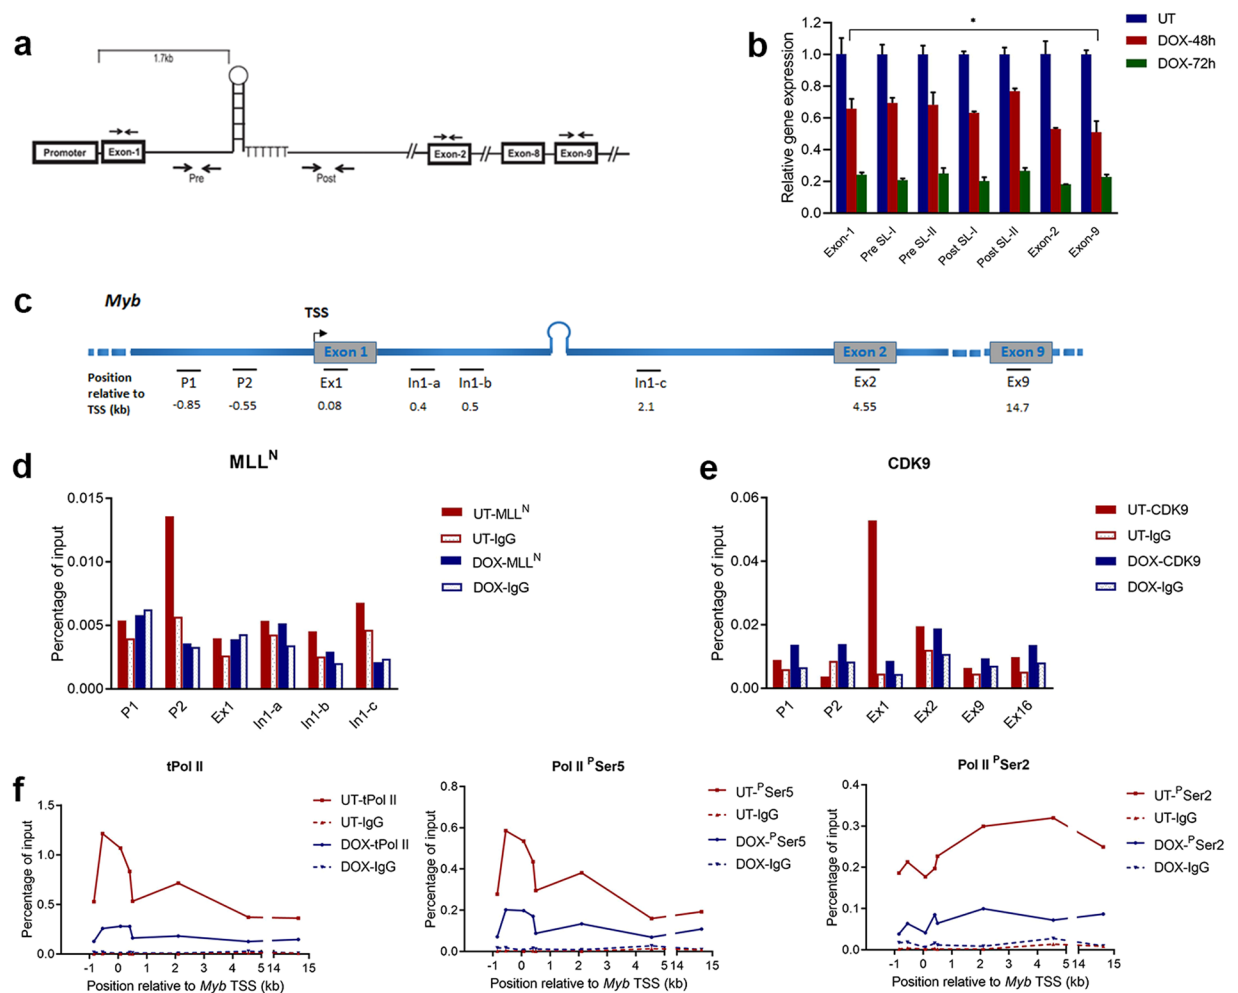 a
1.7kb
Promoter
Exon-1
Exon-2
Exon-8
Exon-9
Pre
Post
b
Relative gene expression
1.2
1.0
0.8
0.6
0.4
0.2
0.0
*
UT
DOX-48h
DOX-72h
Exon-1
Pre SL-I
Pre SL-II
Post SL-I
Post SL-II
Exon-2
Exon-9
c
Myb
TSS
Exon 1
Exon 2
Exon 9
Position
relative to
TSS (kb)
P1 P2 Ex1 In1-a In1-b In1-c Ex2 Ex9
-0.85 -0.55 0.08 0.4 0.5 2.1 4.55 14.7
d
MLLᴺ
Percentage of input
0.015
0.010
0.005
0.000
P1 P2 Ex1 In1-a In1-b In1-c
UT-MLLᴺ
UT-IgG
DOX-MLLᴺ
DOX-IgG
e
CDK9
Percentage of input
0.06
0.04
0.02
0.00
P1 P2 Ex1 Ex2 Ex9 Ex16
UT-CDK9
UT-IgG
DOX-CDK9
DOX-IgG
f
tPol II
Percentage of input
1.5
1.0
0.5
0.0
-1 0 1 2 3 4 5 14 15
Position relative to Myb TSS (kb)
UT-tPol II
UT-IgG
DOX-tPol II
DOX-IgG
Pol II ᴾSer5
Percentage of input
0.8
0.6
0.4
0.2
0.0
-1 0 1 2 3 4 5 14 15
Position relative to Myb TSS (kb)
UT-ᴾSer5
UT-IgG
DOX-ᴾSer5
DOX-IgG
Pol II ᴾSer2
Percentage of input
0.4
0.3
0.2
0.1
0.0
-1 0 1 2 3 4 5 14 15
Position relative to Myb TSS (kb)
UT-ᴾSer2
UT-IgG
DOX-ᴾSer2
DOX-IgG